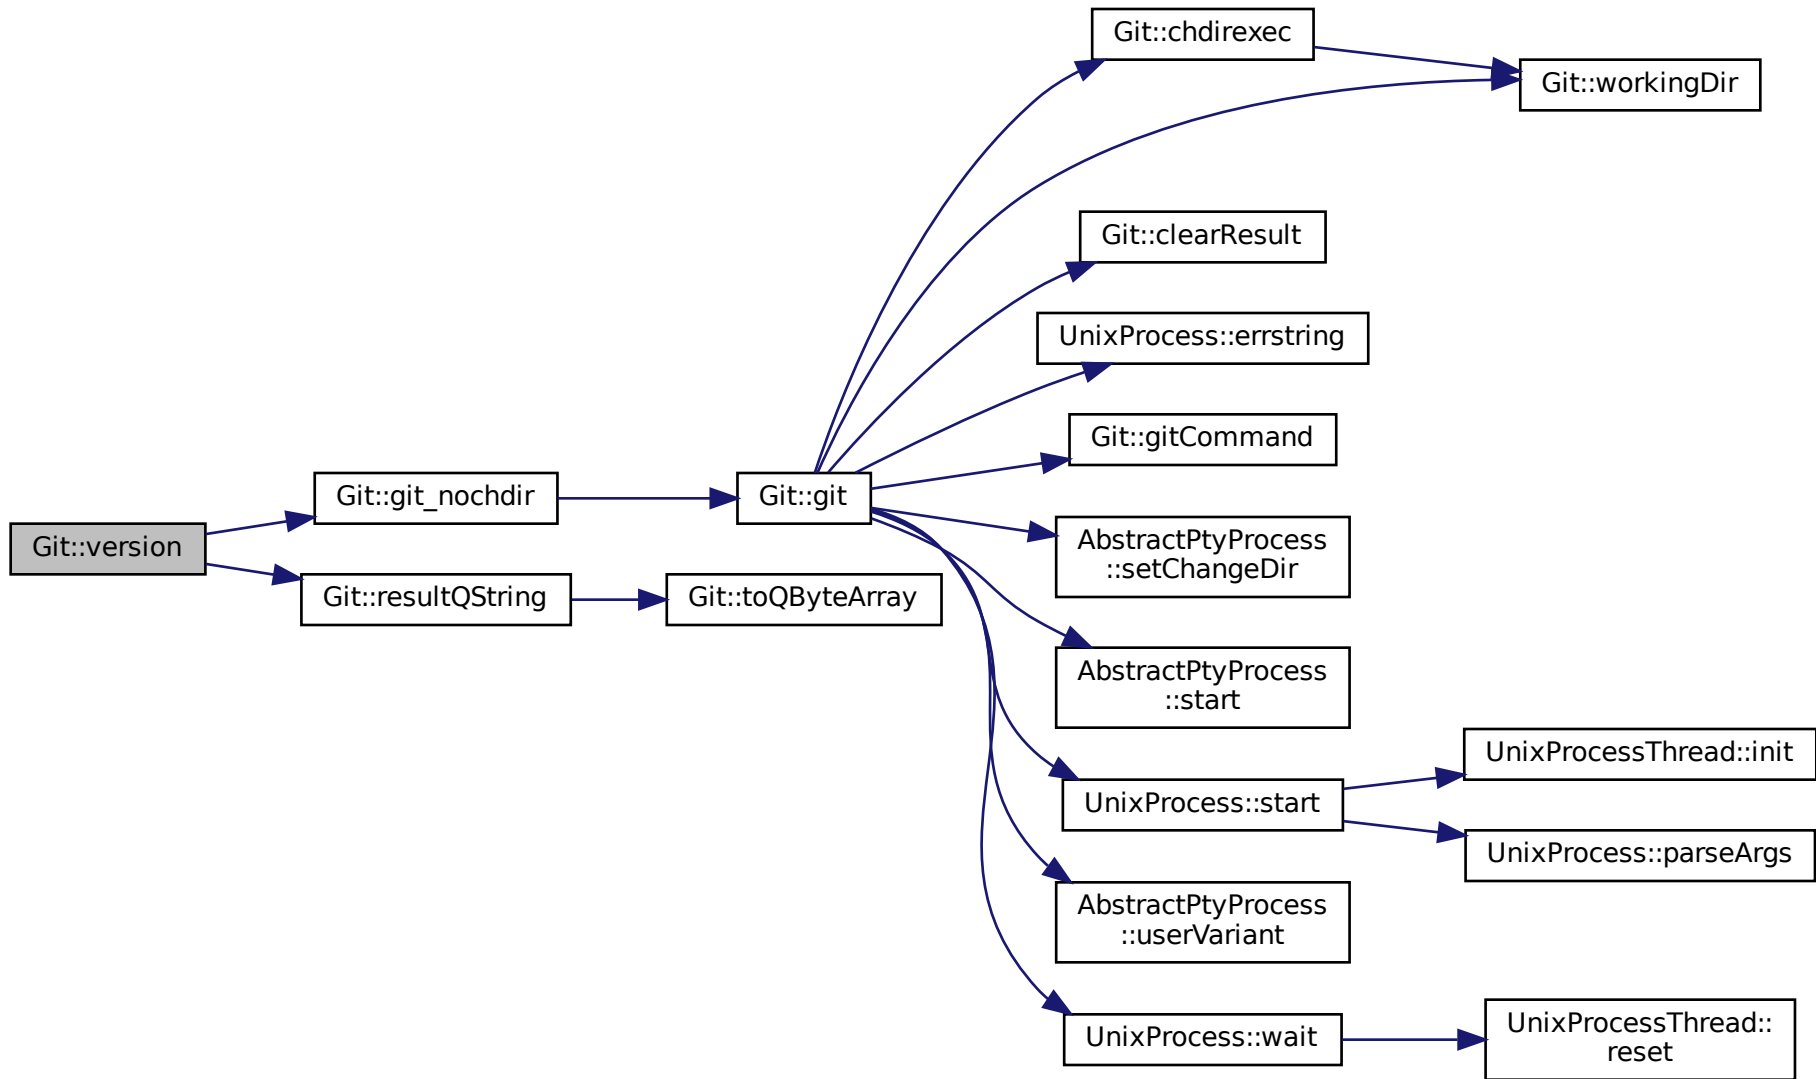 Git::version
Git::git_nochdir
Git::resultQString
Git::git
Git::toQByteArray
Git::chdirexec
Git::workingDir
Git::clearResult
UnixProcess::errstring
Git::gitCommand
AbstractPtyProcess
::setChangeDir
AbstractPtyProcess
::start
UnixProcess::start
UnixProcessThread::init
UnixProcess::parseArgs
AbstractPtyProcess
::userVariant
UnixProcess::wait
UnixProcessThread::
reset